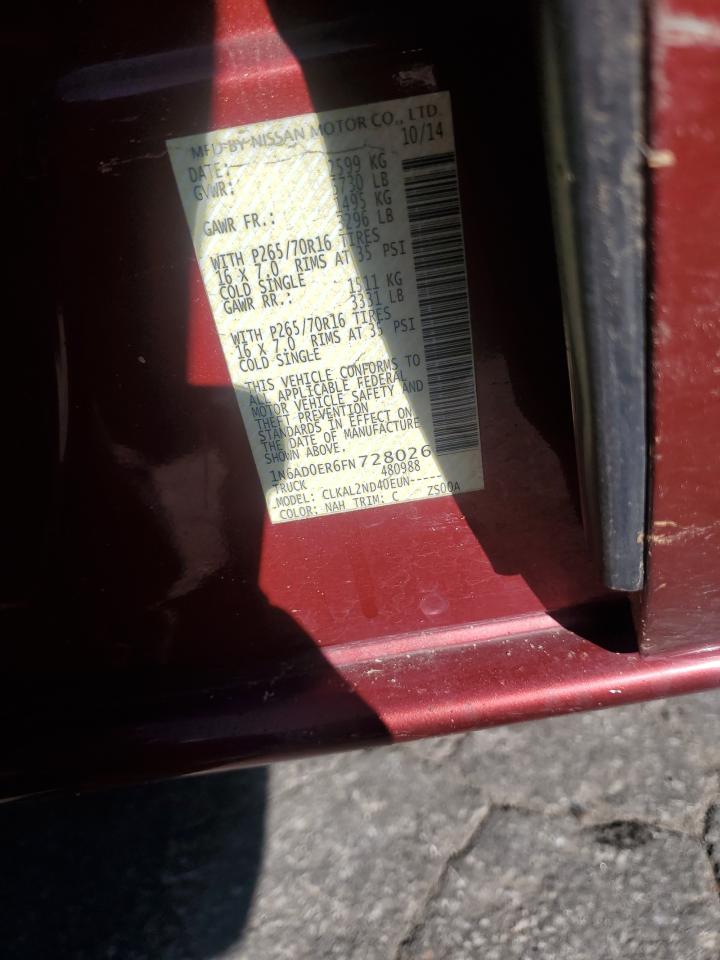 MFD BY NISSAN MOTOR CO., LTD
DATE: 10/14
GVWR: 2599 KG
5730 LB
GAWR FR.: 1495 KG
3296 LB
WITH P265/70R16 TIRES
16 X 7.0 RIMS AT 35 PSI
COLD SINGLE
GAWR RR.: 1511 KG
3331 LB
WITH P265/70R16 TIRES
16 X 7.0 RIMS AT 35 PSI
COLD SINGLE
THIS VEHICLE CONFORMS TO
ALL APPLICABLE FEDERAL
MOTOR VEHICLE SAFETY AND
THEFT PREVENTION
STANDARDS IN EFFECT ON
THE DATE OF MANUFACTURE
SHOWN ABOVE.
1N6AD0ER6FN728026
TRUCK 480988
MODEL: CLKAL2ND40EUN------
COLOR: NAH TRIM: C ZS00A